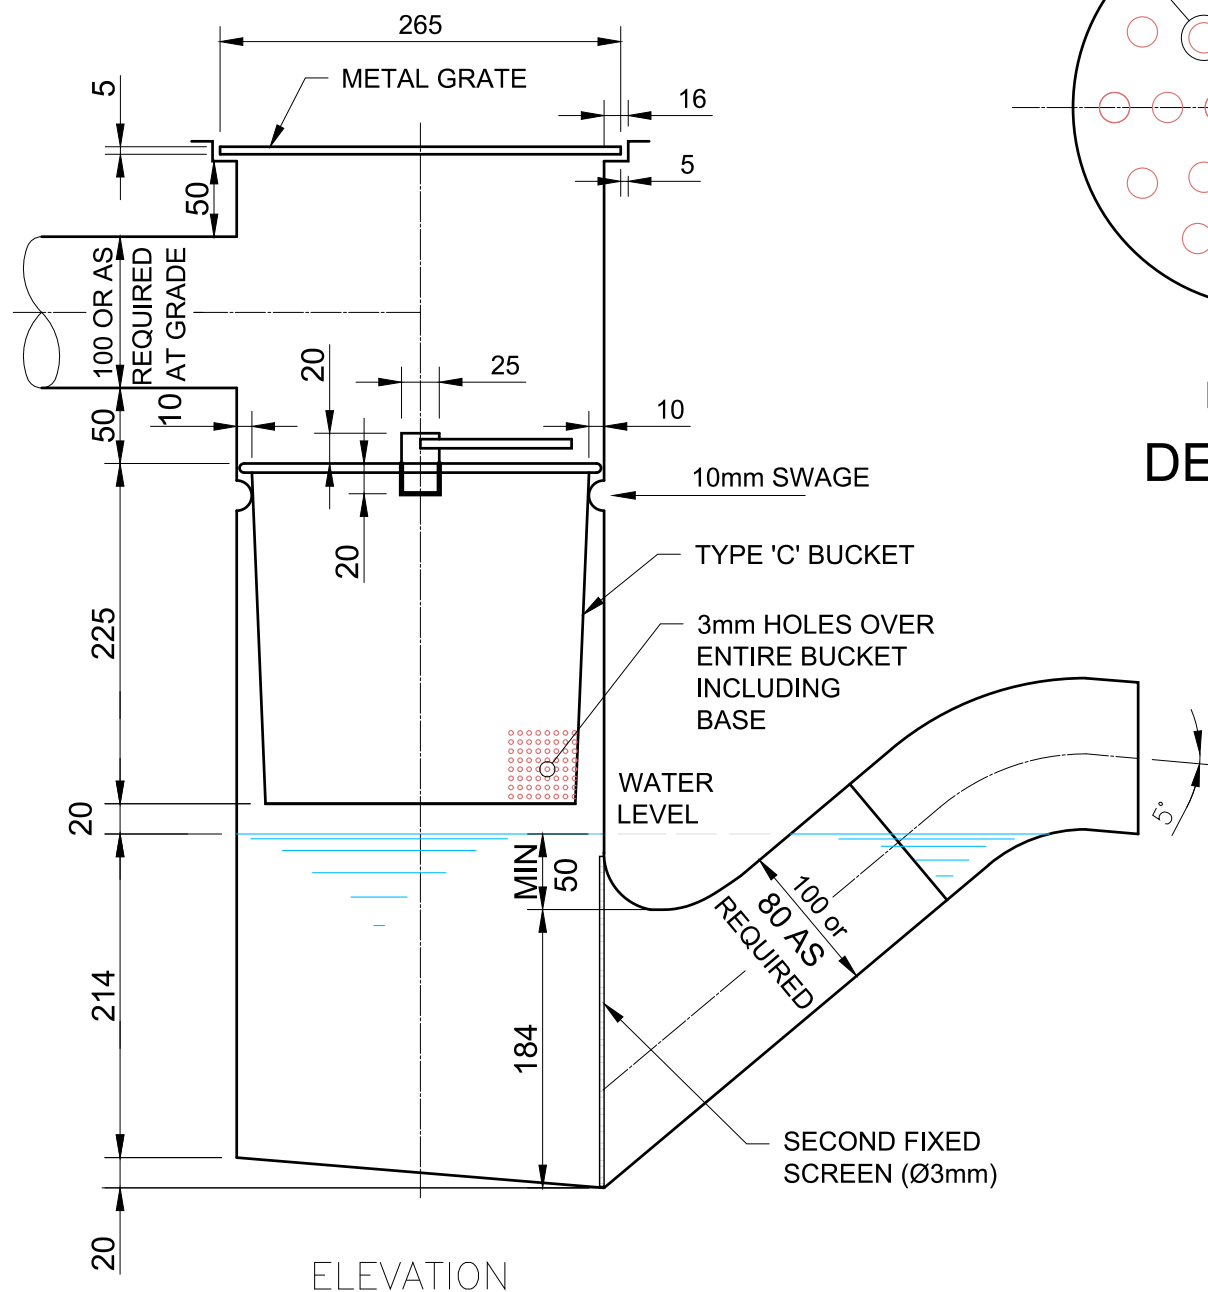 265
METAL GRATE
5
16
5
50
100 OR AS
REQUIRED
AT GRADE
20
25
50
10
10
DE
10mm SWAGE
20
TYPE 'C' BUCKET
225
3mm HOLES OVER
ENTIRE BUCKET
INCLUDING
BASE
WATER
LEVEL
20
5°
MIN
50
100 or
80 AS
REQUIRED
214
184
SECOND FIXED
SCREEN (Ø3mm)
20
ELEVATION